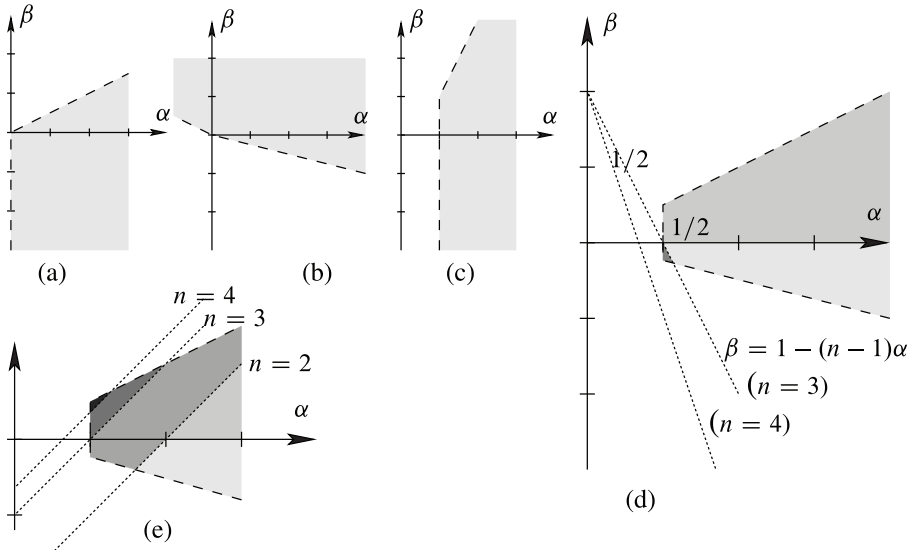 β
α
(a)
β
α
(b)
β
α
(c)
β
1/2
1/2
α
β = 1 − (n − 1)α
(n = 3)
(n = 4)
(d)
n = 4
n = 3
n = 2
α
(e)